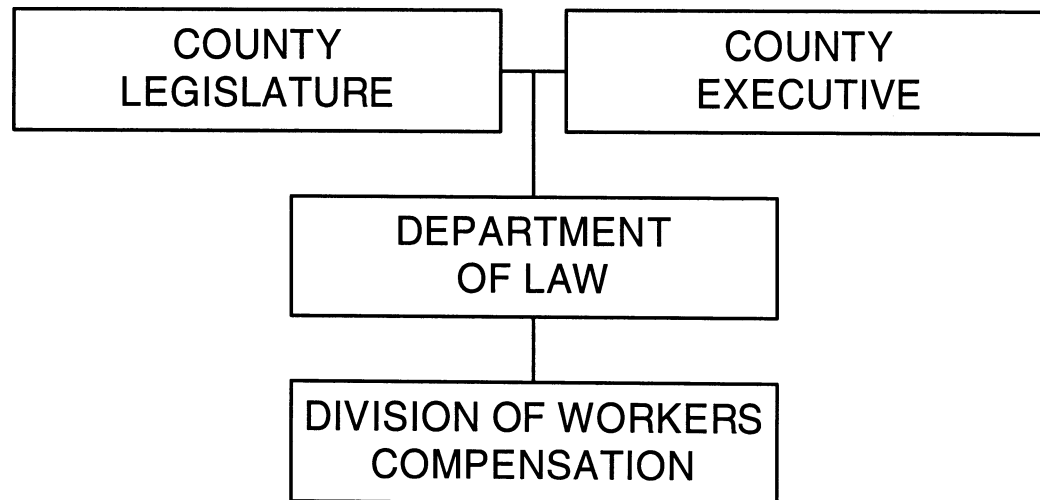 COUNTY
LEGISLATURE
COUNTY
EXECUTIVE
DEPARTMENT
OF LAW
DIVISION OF WORKERS
COMPENSATION